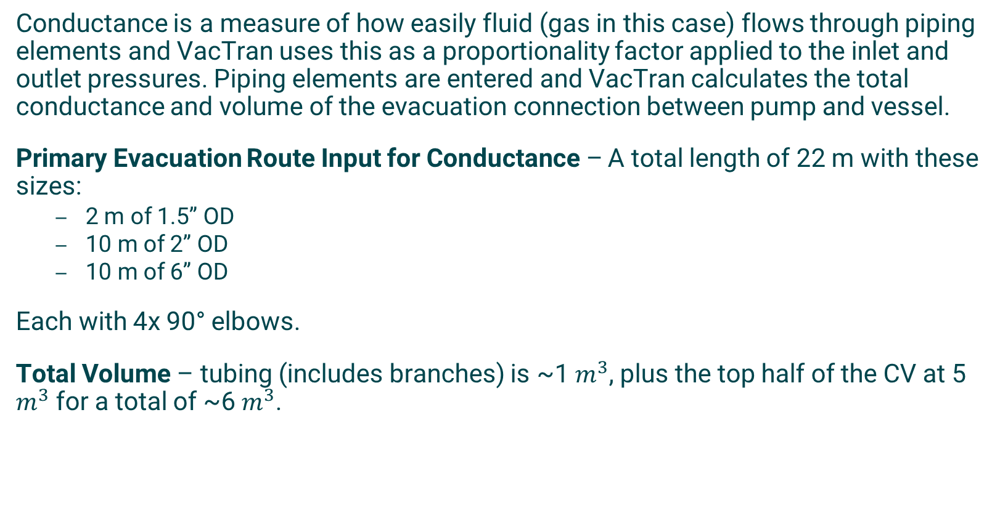 Conductance is a measure of how easily fluid (gas in this case) flows through piping
elements and VacTran uses this as a proportionality factor applied to the inlet and
outlet pressures. Piping elements are entered and VacTran calculates the total
conductance and volume of the evacuation connection between pump and vessel.
Primary Evacuation Route Input for Conductance – A total length of 22 m with these
sizes:
– 2 m of 1.5” OD
– 10 m of 2” OD
– 10 m of 6” OD
Each with 4x 90° elbows.
Total Volume – tubing (includes branches) is ~1 m³, plus the top half of the CV at 5
m³ for a total of ~6 m³.